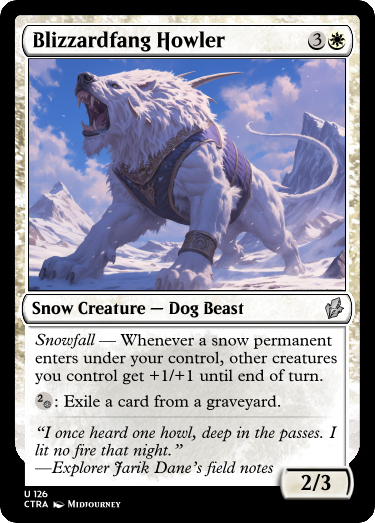 Blizzardfang Howler 3
Snow Creature — Dog Beast
Snowfall — Whenever a snow permanent
enters under your control, other creatures
you control get +1/+1 until end of turn.
2: Exile a card from a graveyard.
“I once heard one howl, deep in the passes. I
lit no fire that night.”
—Explorer Jarik Dane’s field notes
2/3
U 126
CTRA Midjourney